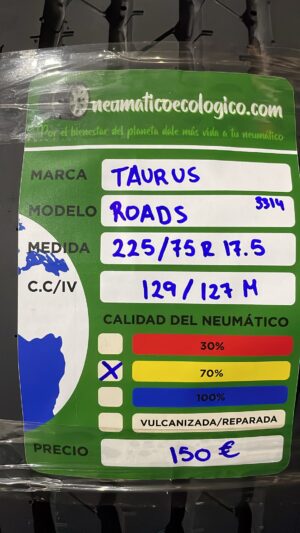 neumaticoecologico.com
Por el bienestar del planeta dale más vida a tu neumático
MARCA TAURUS
MODELO ROADS 3314
MEDIDA 225/75 R 17.5
C.C/IV 129/127 M
CALIDAD DEL NEUMÁTICO
30%
X 70%
100%
VULCANIZADA/REPARADA
PRECIO 150 €